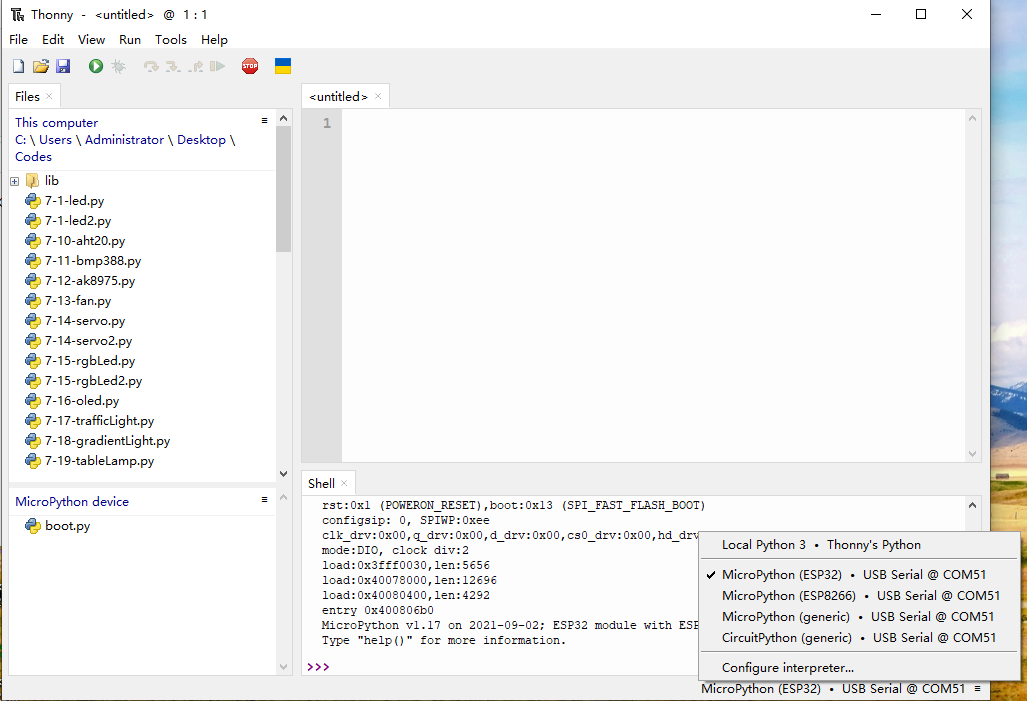 Thonny - <untitled> @ 1 : 1
File Edit View Run Tools Help
STOP
Files ×
<untitled> ×
This computer ≡
C: \ Users \ Administrator \ Desktop \
Codes
1
lib
7-1-led.py
7-1-led2.py
7-10-aht20.py
7-11-bmp388.py
7-12-ak8975.py
7-13-fan.py
7-14-servo.py
7-14-servo2.py
7-15-rgbLed.py
7-15-rgbLed2.py
7-16-oled.py
7-17-trafficLight.py
7-18-gradientLight.py
7-19-tableLamp.py
MicroPython device ≡
boot.py
Shell ×
rst:0x1 (POWERON_RESET),boot:0x13 (SPI_FAST_FLASH_BOOT)
configsip: 0, SPIWP:0xee
clk_drv:0x00,q_drv:0x00,d_drv:0x00,cs0_drv:0x00,hd_drv
mode:DIO, clock div:2
load:0x3fff0030,len:5656
load:0x40078000,len:12696
load:0x40080400,len:4292
entry 0x400806b0
MicroPython v1.17 on 2021-09-02; ESP32 module with ESP
Type "help()" for more information.
>>>
Local Python 3 • Thonny's Python
✓ MicroPython (ESP32) • USB Serial @ COM51
MicroPython (ESP8266) • USB Serial @ COM51
MicroPython (generic) • USB Serial @ COM51
CircuitPython (generic) • USB Serial @ COM51
Configure interpreter...
MicroPython (ESP32) • USB Serial @ COM51 ≡